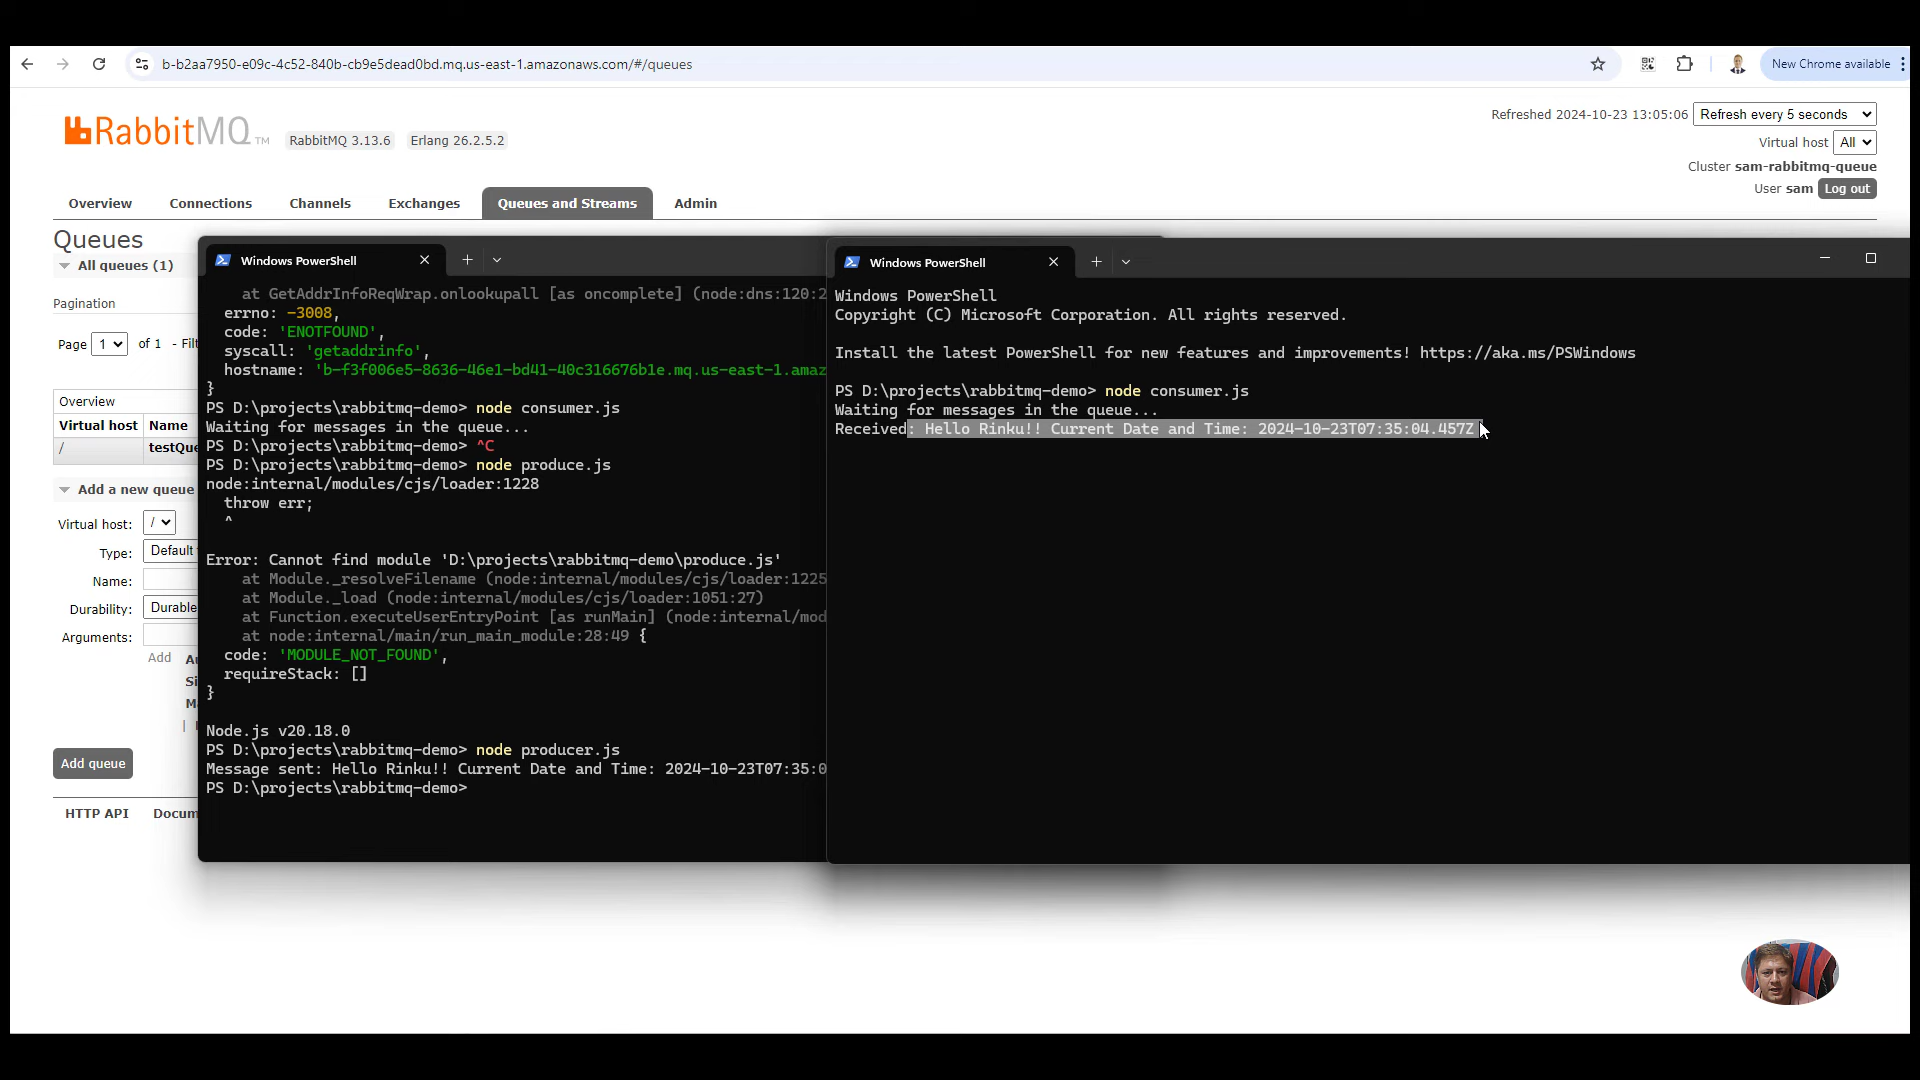 b-b2aa7950-e09c-4c52-840b-cb9e5dead0bd.mq.us-east-1.amazonaws.com/#/queues
New Chrome available
RabbitMQ TM
RabbitMQ 3.13.6
Erlang 26.2.5.2
Refreshed 2024-10-23 13:05:06 Refresh every 5 seconds
Virtual host All
Cluster sam-rabbitmq-queue
User sam Log out
Overview Connections Channels Exchanges Queues and Streams Admin
Queues
All queues (1)
Pagination
Page 1 of 1 - Filt
Overview
Virtual host Name
/ testQue
Add a new queue
Virtual host: /
Type: Default
Name:
Durability: Durable
Arguments:
Add
Add queue
HTTP API Docum
Windows PowerShell
at GetAddrInfoReqWrap.onlookupall [as oncomplete] (node:dns:120:2
errno: -3008,
code: 'ENOTFOUND',
syscall: 'getaddrinfo',
hostname: 'b-f3f006e5-8636-46e1-bd41-40c316676b1e.mq.us-east-1.amaz
}
PS D:\projects\rabbitmq-demo> node consumer.js
Waiting for messages in the queue...
PS D:\projects\rabbitmq-demo> ^C
PS D:\projects\rabbitmq-demo> node produce.js
node:internal/modules/cjs/loader:1228
throw err;
^
Error: Cannot find module 'D:\projects\rabbitmq-demo\produce.js'
at Module._resolveFilename (node:internal/modules/cjs/loader:1225
at Module._load (node:internal/modules/cjs/loader:1051:27)
at Function.executeUserEntryPoint [as runMain] (node:internal/mod
at node:internal/main/run_main_module:28:49 {
code: 'MODULE_NOT_FOUND',
requireStack: []
}
Node.js v20.18.0
PS D:\projects\rabbitmq-demo> node producer.js
Message sent: Hello Rinku!! Current Date and Time: 2024-10-23T07:35:0
PS D:\projects\rabbitmq-demo>
Windows PowerShell
Windows PowerShell
Copyright (C) Microsoft Corporation. All rights reserved.
Install the latest PowerShell for new features and improvements! https://aka.ms/PSWindows
PS D:\projects\rabbitmq-demo> node consumer.js
Waiting for messages in the queue...
Received: Hello Rinku!! Current Date and Time: 2024-10-23T07:35:04.457Z